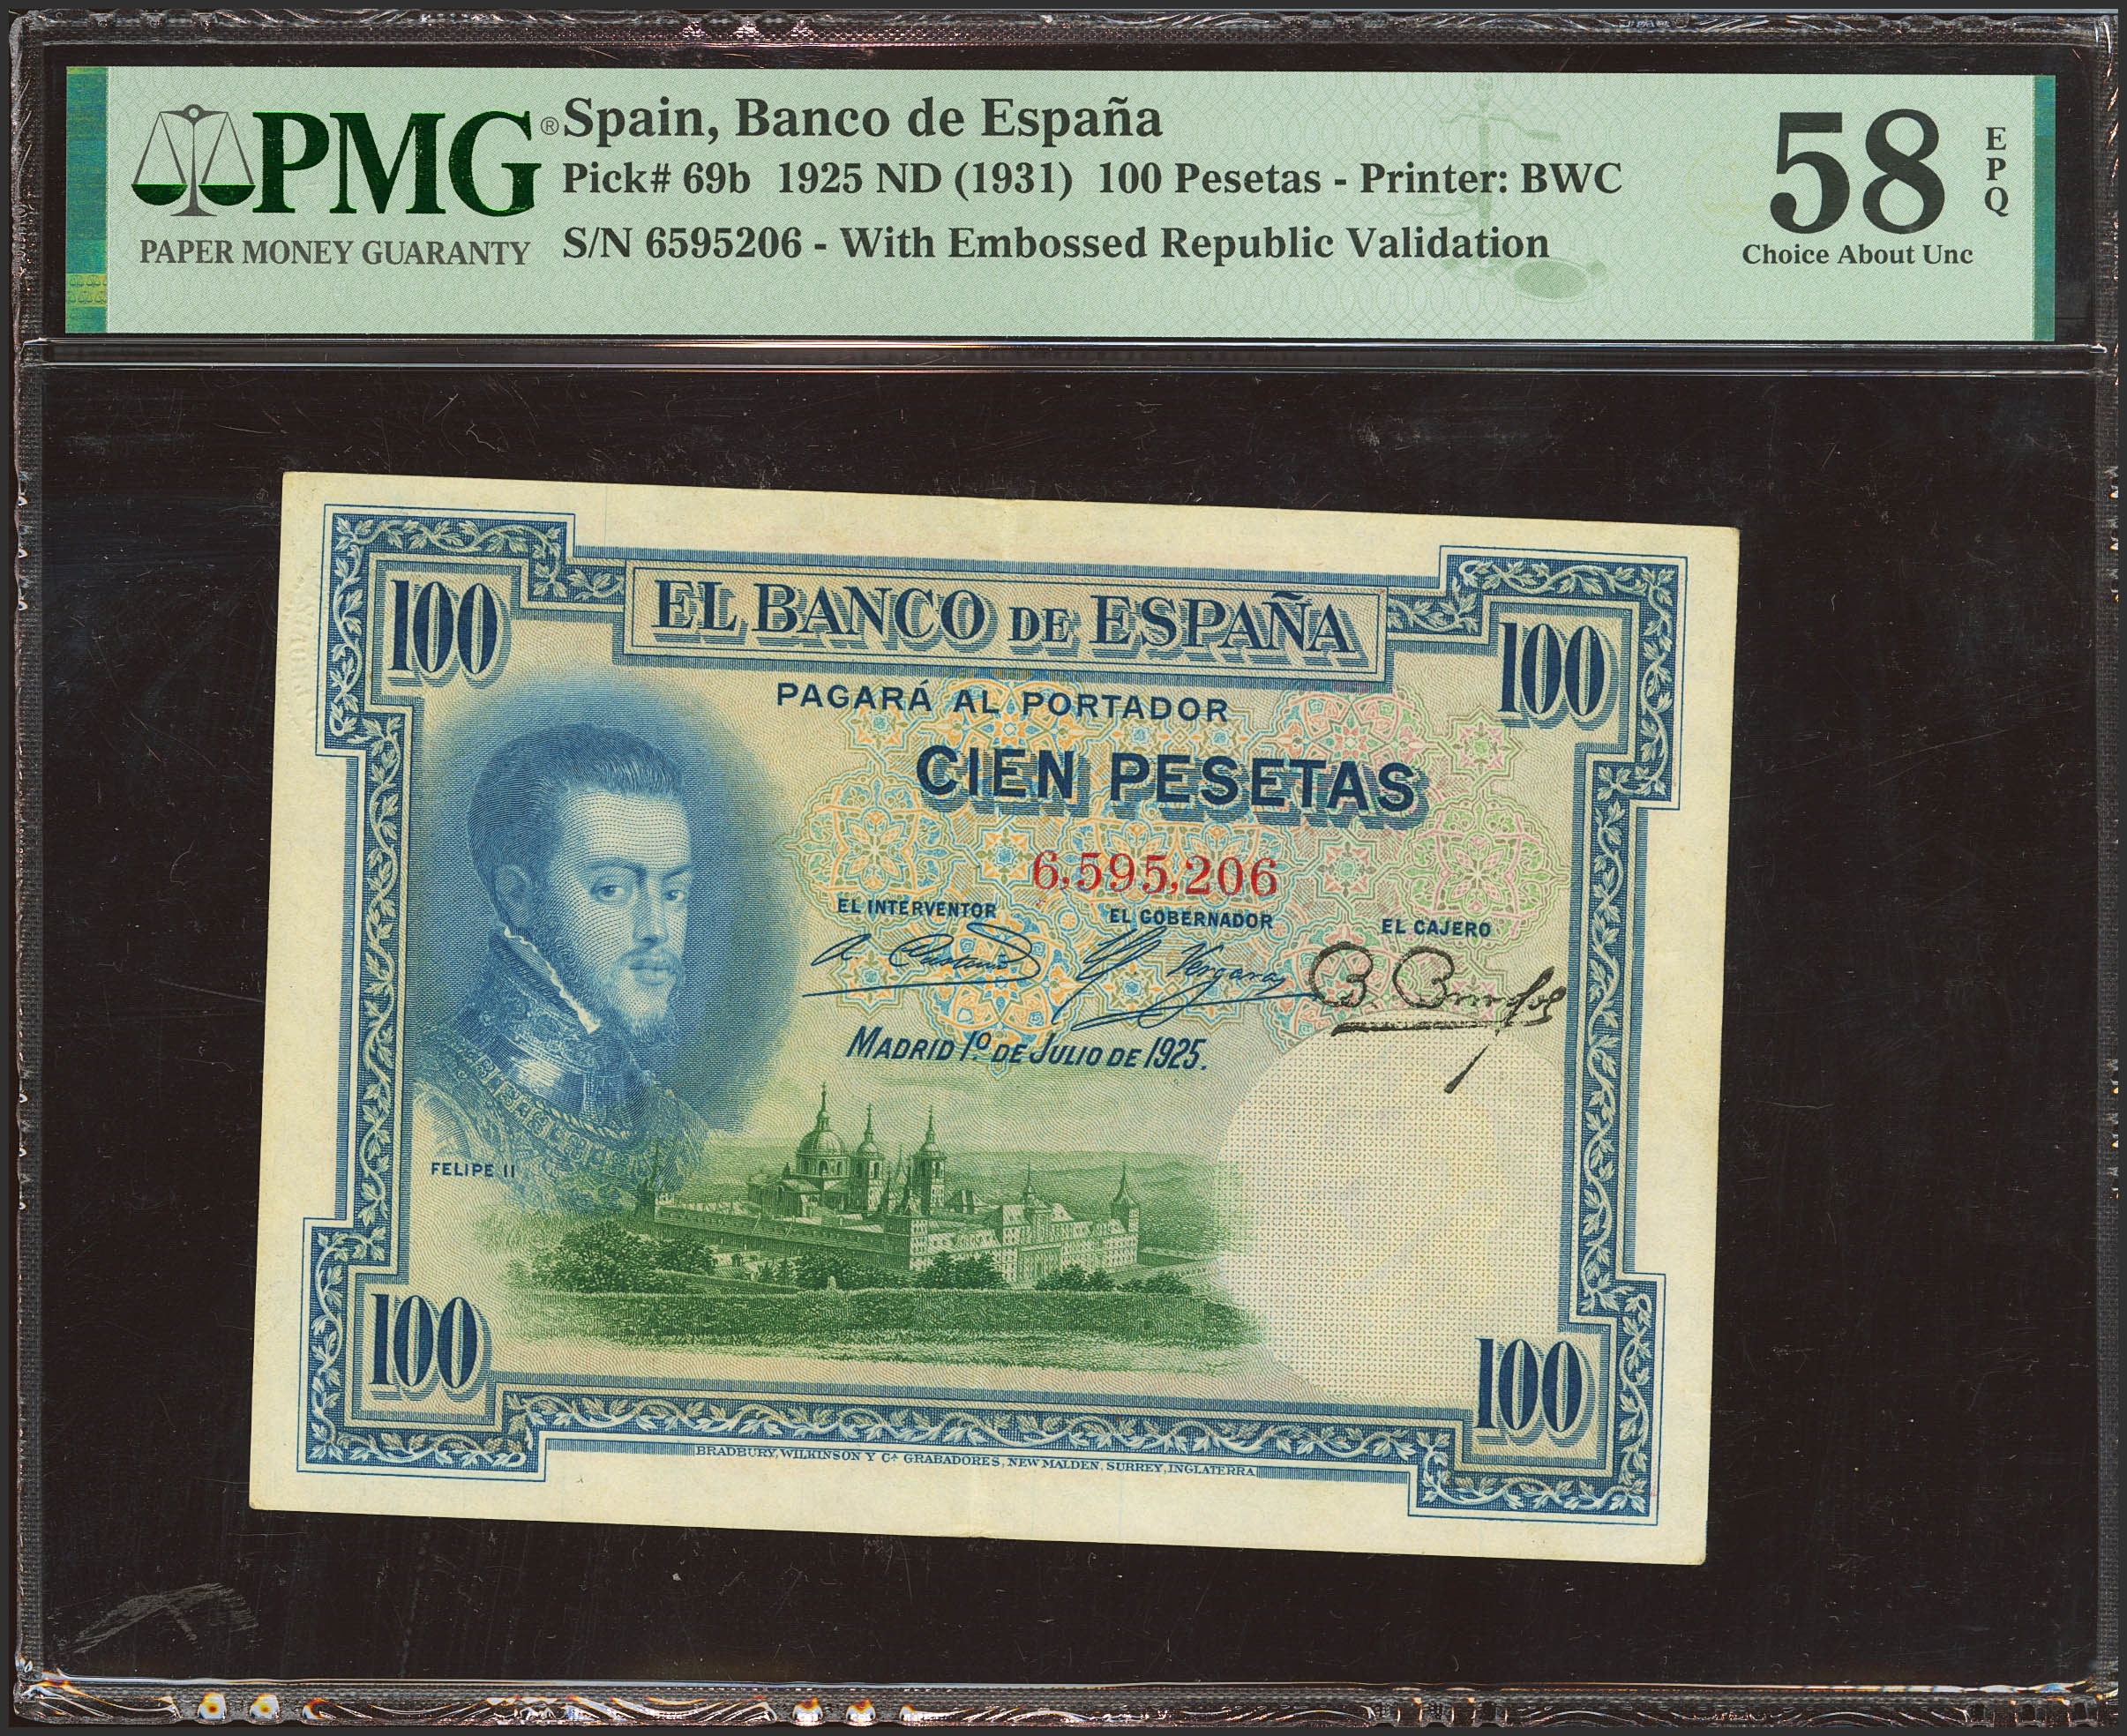 PMG® Spain, Banco de España
Pick# 69b 1925 ND (1931) 100 Pesetas - Printer: BWC
PAPER MONEY GUARANTY
S/N 6595206 - With Embossed Republic Validation
58 EPQ
Choice About Unc
100
EL BANCO DE ESPAÑA
100
PAGARÁ AL PORTADOR
CIEN PESETAS
6,595,206
EL INTERVENTOR
EL GOBERNADOR
EL CAJERO
MADRID 1.º DE JULIO DE 1925.
FELIPE II
100
100
BRADBURY, WILKINSON Y Cª GRABADORES, NEW MALDEN, SURREY, INGLATERRA